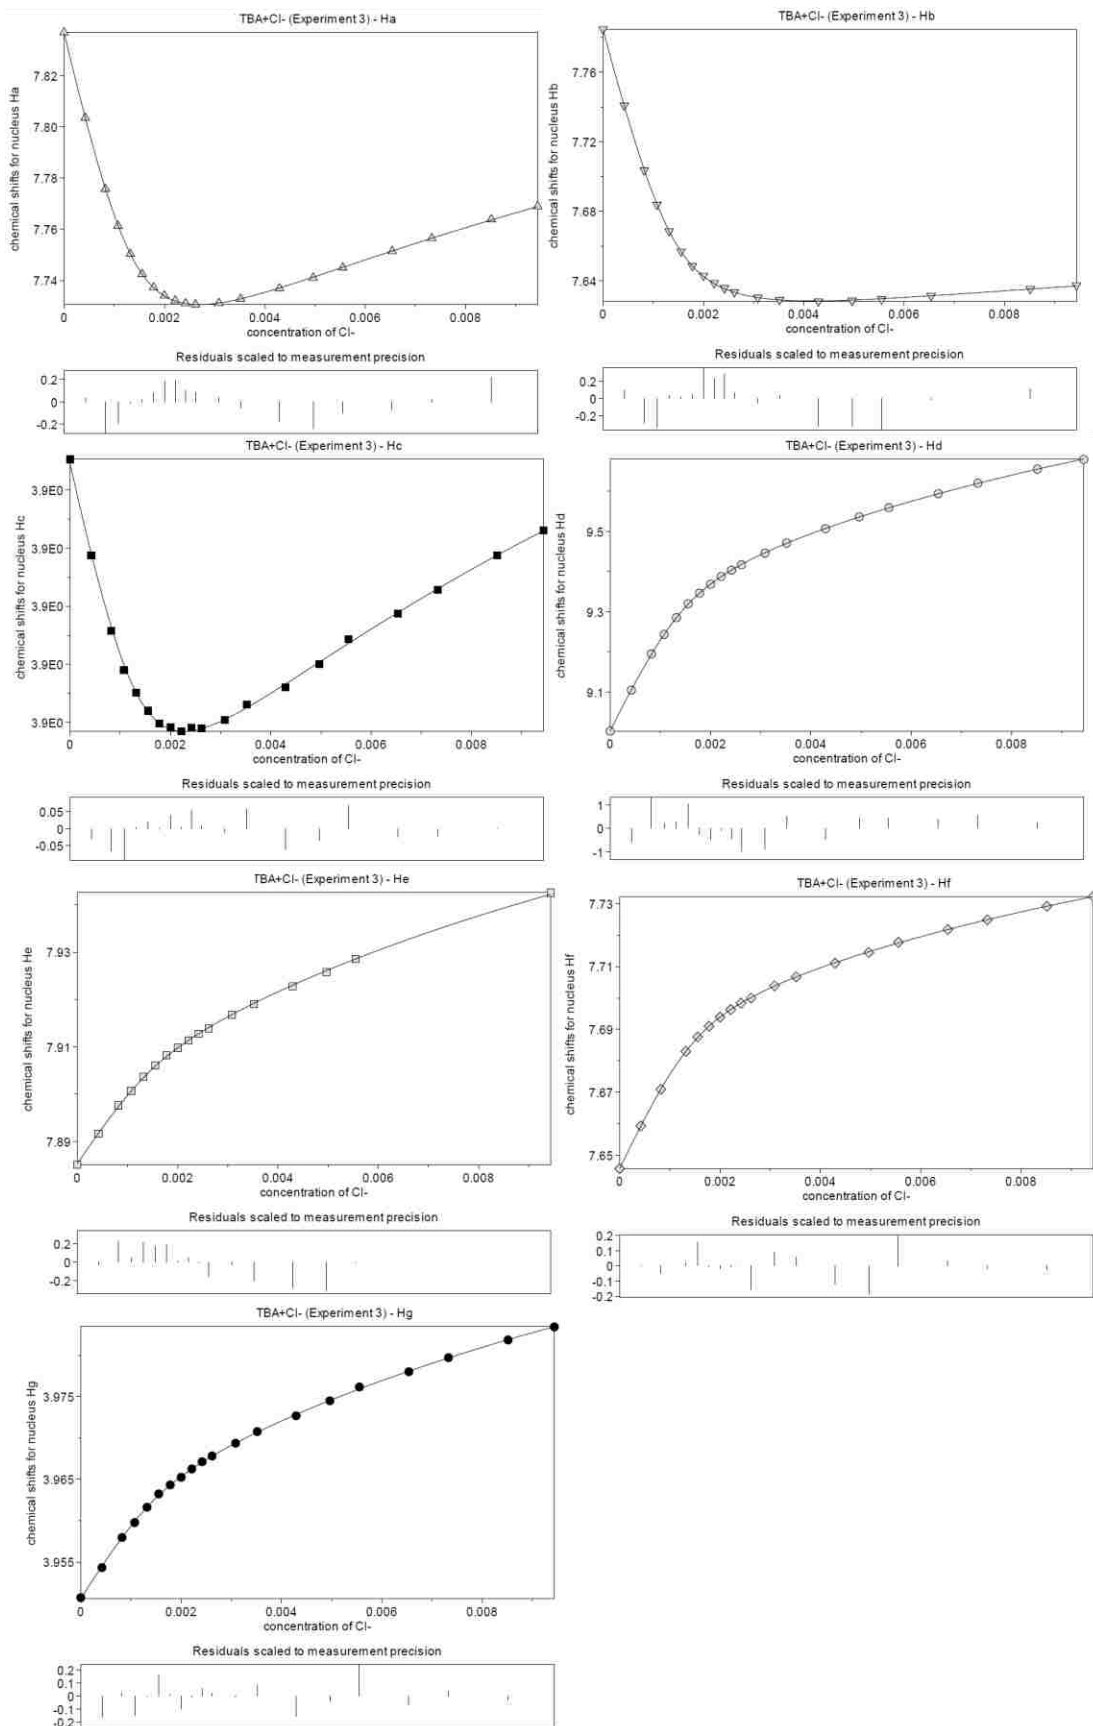 TBA+Cl- (Experiment 3) - Ha
chemical shifts for nucleus Ha
7.82
7.80
7.78
7.76
7.74
0 0.002 0.004 0.006 0.008
concentration of Cl-
Residuals scaled to measurement precision
0.2
0
-0.2
TBA+Cl- (Experiment 3) - Hb
chemical shifts for nucleus Hb
7.76
7.72
7.68
7.64
0 0.002 0.004 0.006 0.008
concentration of Cl-
Residuals scaled to measurement precision
0.2
0
-0.2
TBA+Cl- (Experiment 3) - Hc
chemical shifts for nucleus Hc
3.9E0
3.9E0
3.9E0
3.9E0
3.9E0
0 0.002 0.004 0.006 0.008
concentration of Cl-
Residuals scaled to measurement precision
0.05
0
-0.05
TBA+Cl- (Experiment 3) - Hd
chemical shifts for nucleus Hd
9.5
9.3
9.1
0 0.002 0.004 0.006 0.008
concentration of Cl-
Residuals scaled to measurement precision
1
0
-1
TBA+Cl- (Experiment 3) - He
chemical shifts for nucleus He
7.93
7.91
7.89
0 0.002 0.004 0.006 0.008
concentration of Cl-
Residuals scaled to measurement precision
0.2
0
-0.2
TBA+Cl- (Experiment 3) - Hf
chemical shifts for nucleus Hf
7.73
7.71
7.69
7.67
7.65
0 0.002 0.004 0.006 0.008
concentration of Cl-
Residuals scaled to measurement precision
0.2
0.1
0
-0.1
-0.2
TBA+Cl- (Experiment 3) - Hg
chemical shifts for nucleus Hg
3.975
3.965
3.955
0 0.002 0.004 0.006 0.008
concentration of Cl-
Residuals scaled to measurement precision
0.2
0.1
0
-0.1
-0.2